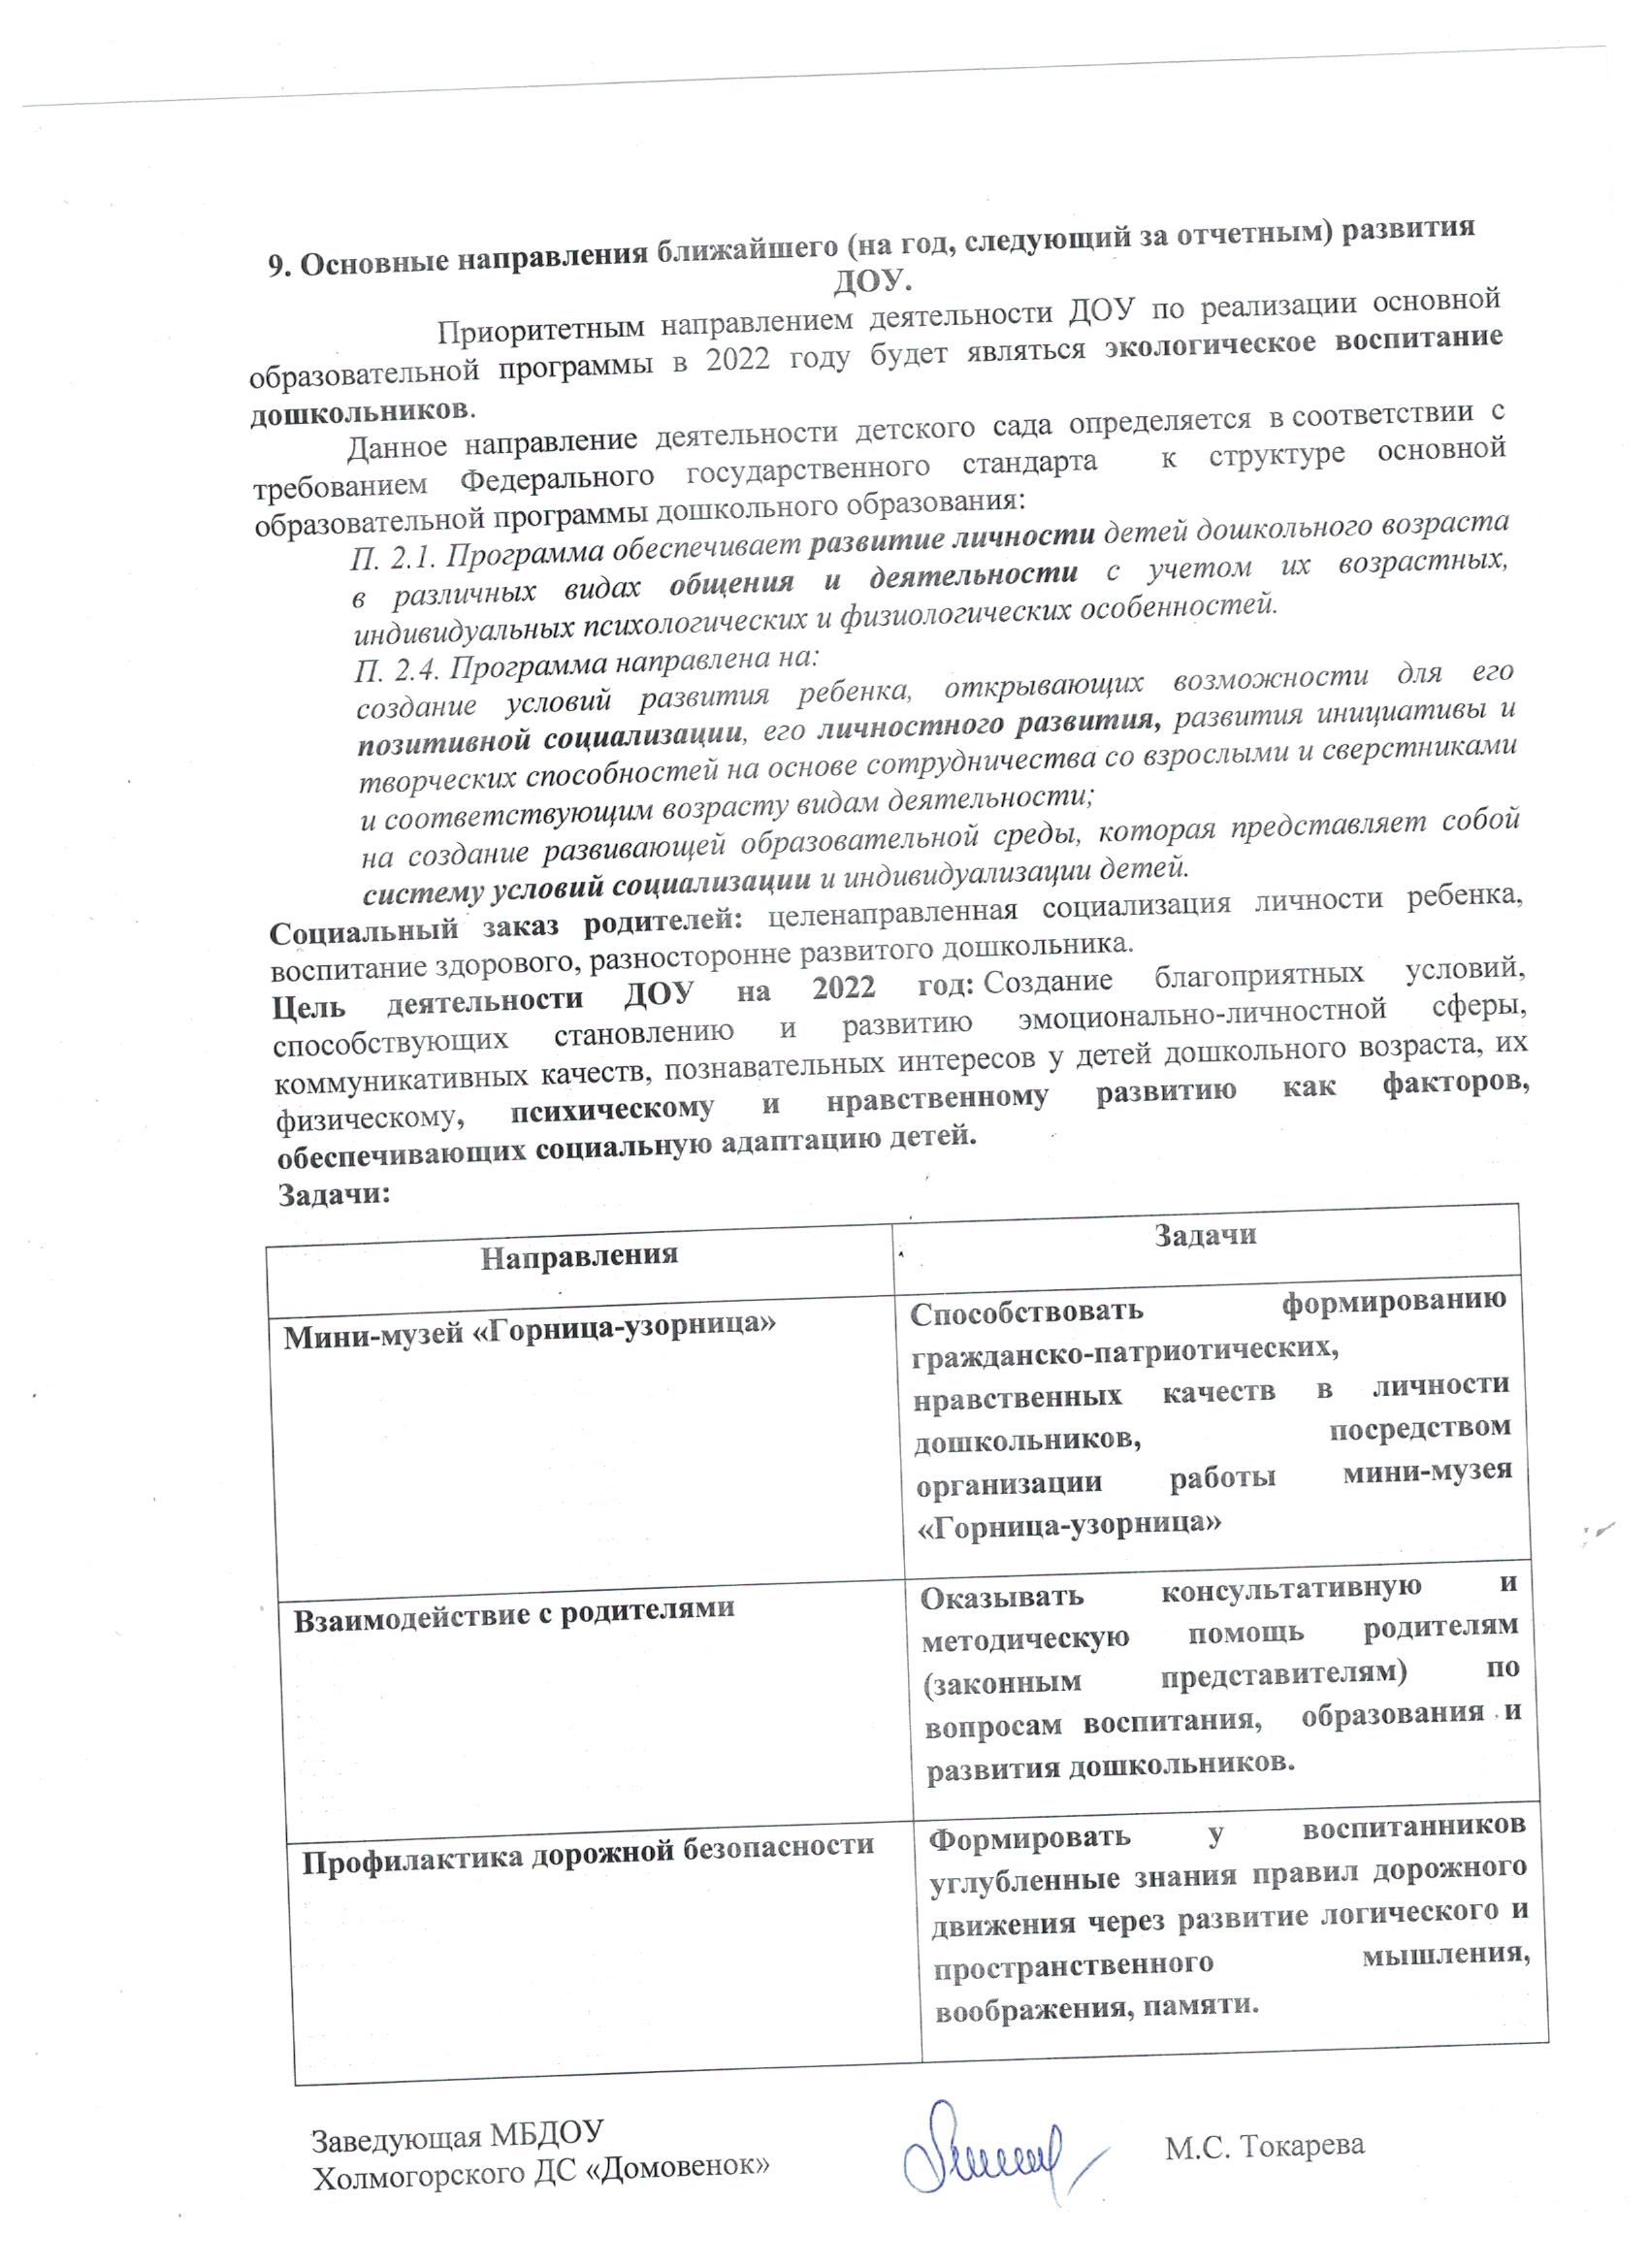 9. Основные направления ближайшего (на год, следующий за отчетным) развития
ДОУ.
Приоритетным направлением деятельности ДОУ по реализации основной
образовательной программы в 2022 году будет являться экологическое воспитание
дошкольников.
Данное направление деятельности детского сада определяется в соответствии с
требованием Федерального государственного стандарта к структуре основной
образовательной программы дошкольного образования:
П. 2.1. Программа обеспечивает развитие личности детей дошкольного возраста
в различных видах общения и деятельности с учетом их возрастных,
индивидуальных психологических и физиологических особенностей.
П. 2.4. Программа направлена на:
создание условий развития ребенка, открывающих возможности для его
позитивной социализации, его личностного развития, развития инициативы и
творческих способностей на основе сотрудничества со взрослыми и сверстниками
и соответствующим возрасту видам деятельности;
на создание развивающей образовательной среды, которая представляет собой
систему условий социализации и индивидуализации детей.
Социальный заказ родителей: целенаправленная социализация личности ребенка,
воспитание здорового, разносторонне развитого дошкольника.
Цель деятельности ДОУ на 2022 год: Создание благоприятных условий,
способствующих становлению и развитию эмоционально-личностной сферы,
коммуникативных качеств, познавательных интересов у детей дошкольного возраста, их
физическому, психическому и нравственному развитию как факторов,
обеспечивающих социальную адаптацию детей.
Задачи:
Направления
Задачи
Мини-музей «Горница-узорница»
Способствовать формированию
гражданско-патриотических,
нравственных качеств в личности
дошкольников, посредством
организации работы мини-музея
«Горница-узорница»
Взаимодействие с родителями
Оказывать консультативную и
методическую помощь родителям
(законным представителям) по
вопросам воспитания, образования и
развития дошкольников.
Профилактика дорожной безопасности
Формировать у воспитанников
углубленные знания правил дорожного
движения через развитие логического и
пространственного мышления,
воображения, памяти.
Заведующая МБДОУ
Холмогорского ДС «Домовенок»
М.С. Токарева